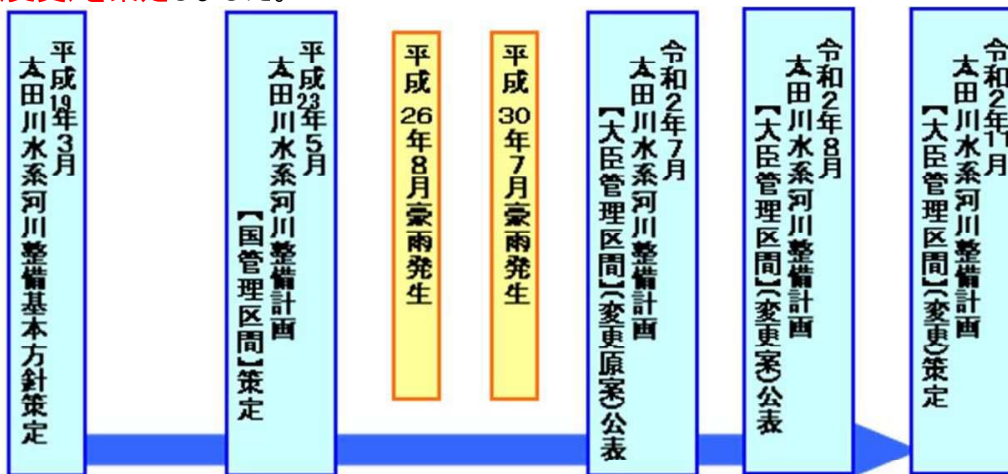 しました。
平成19年3月
太田川水系河川整備基本方針策定
平成23年5月
太田川水系河川整備計画
【国管理区間】策定
平成26年8月豪雨発生
平成30年7月豪雨発生
令和2年7月
太田川水系河川整備計画
【大臣管理区間】(変更原案)公表
令和2年8月
太田川水系河川整備計画
【大臣管理区間】(変更案)公表
令和2年11月
太田川水系河川整備計画
【大臣管理区間】(変更)策定